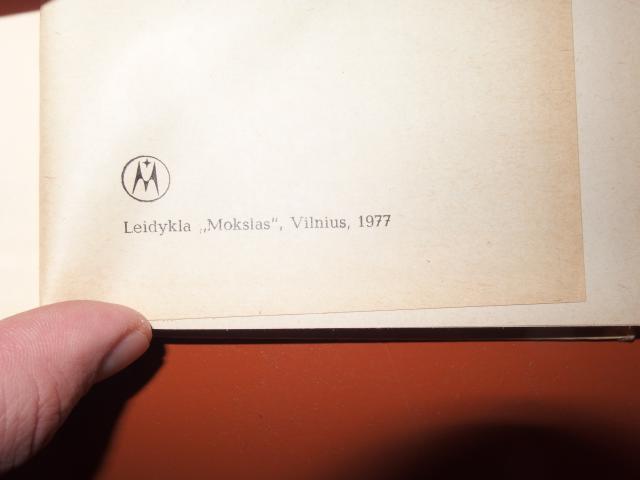 Leidykla „Mokslas“, Vilnius, 1977